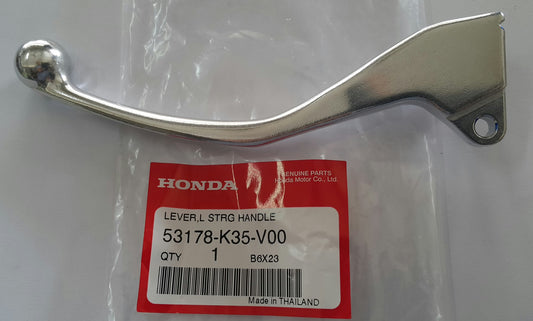 HONDA
GENUINE PARTS
Honda Motor Co., Ltd.
LEVER,L STRG HANDLE
53178-K35-V00
QTY 1 B6X23
Made in THAILAND